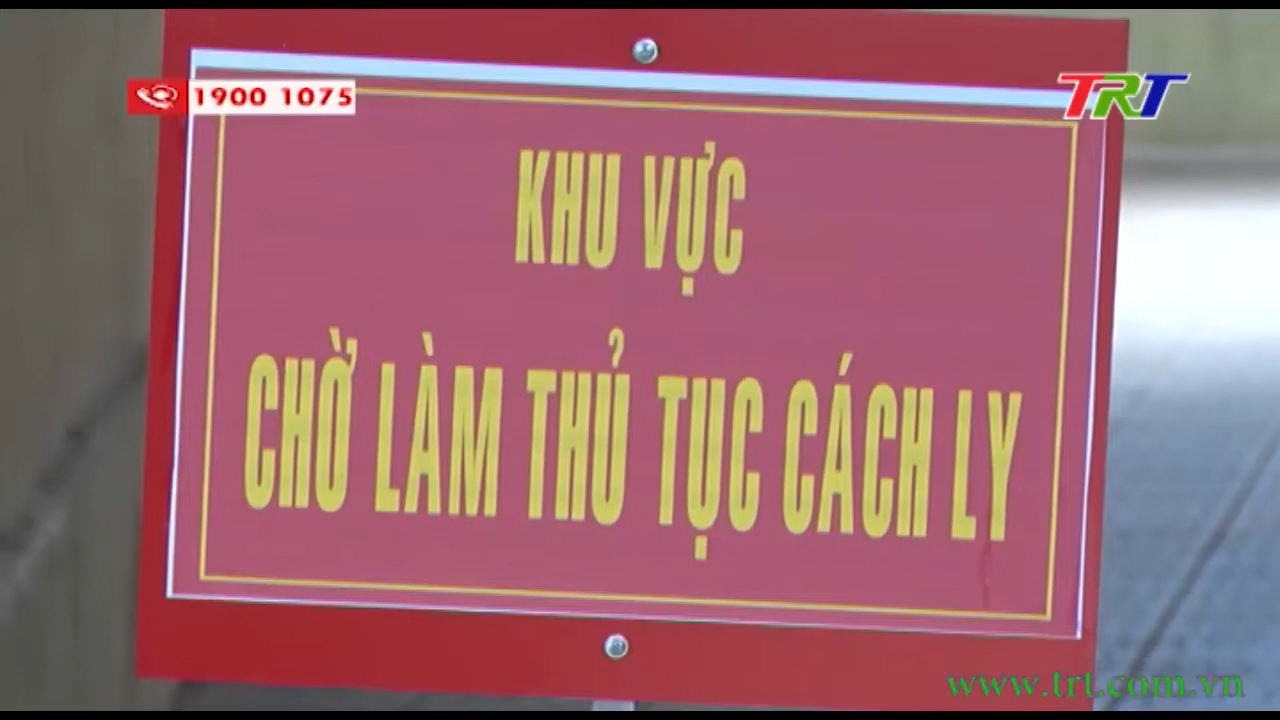 1900 1075
TRT
KHU VỰC
CHỜ LÀM THỦ TỤC CÁCH LY
www.trt.com.vn